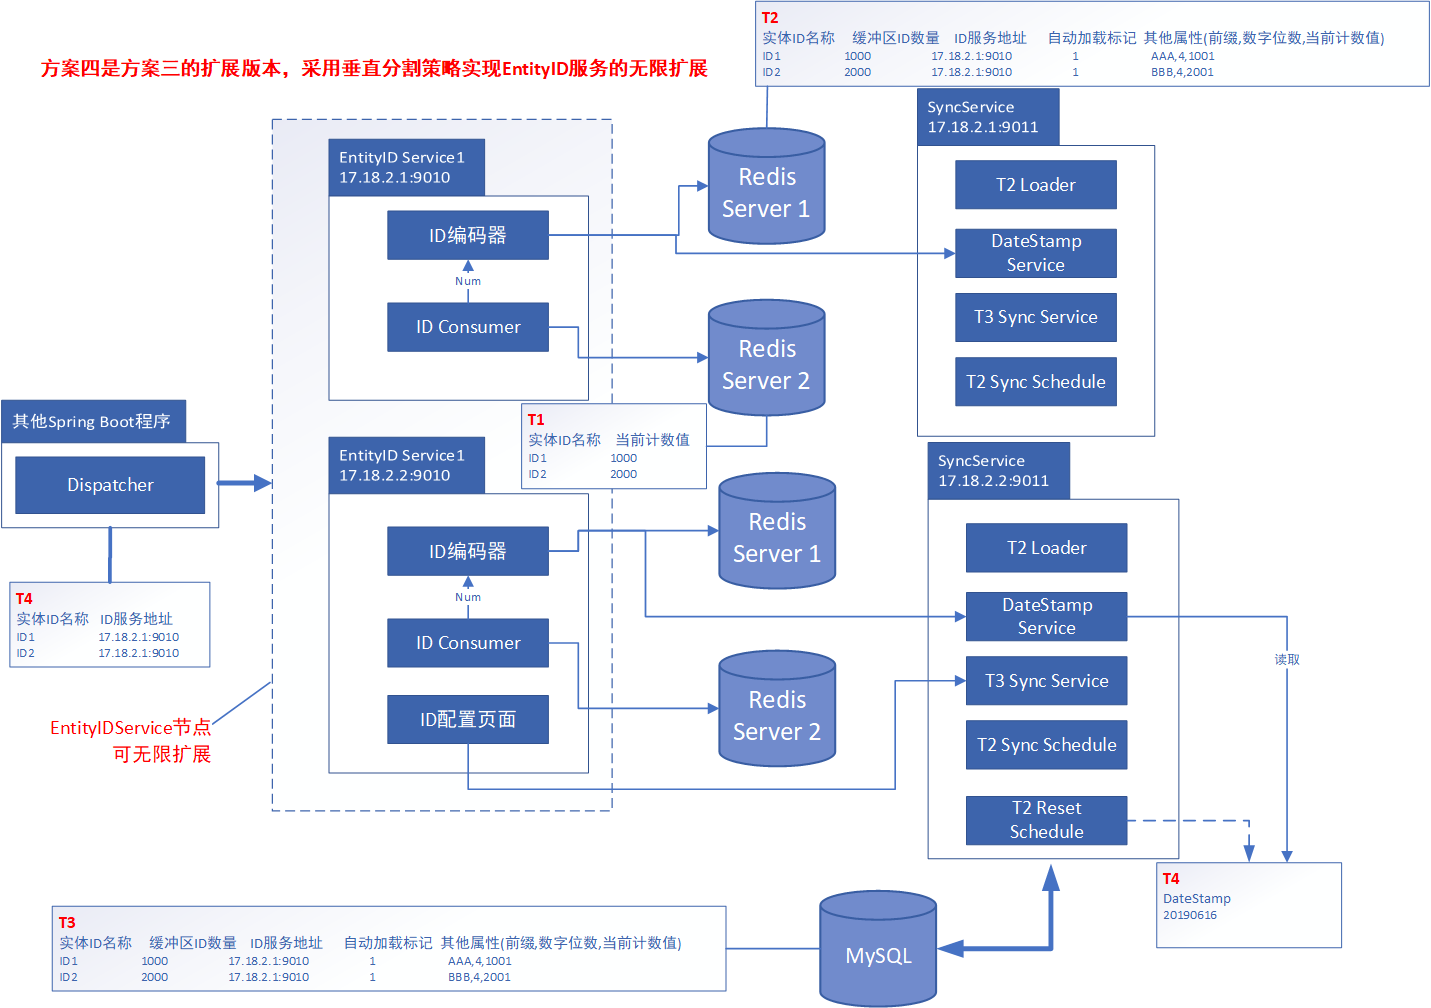 方案四是方案三的扩展版本，采用垂直分割策略实现EntityID服务的无限扩展
T2
实体ID名称 缓冲区ID数量 ID服务地址 自动加载标记 其他属性(前缀,数字位数,当前计数值)
ID1 1000 17.18.2.1:9010 1 AAA,4,1001
ID2 2000 17.18.2.1:9010 1 BBB,4,2001
EntityID Service1
17.18.2.1:9010
ID编码器
Num
ID Consumer
Redis
Server 1
Redis
Server 2
SyncService
17.18.2.1:9011
T2 Loader
DateStamp
Service
T3 Sync Service
T2 Sync Schedule
T1
实体ID名称 当前计数值
ID1 1000
ID2 2000
其他Spring Boot程序
Dispatcher
T4
实体ID名称 ID服务地址
ID1 17.18.2.1:9010
ID2 17.18.2.1:9010
EntityIDService节点
可无限扩展
EntityID Service1
17.18.2.2:9010
ID编码器
Num
ID Consumer
ID配置页面
Redis
Server 1
Redis
Server 2
SyncService
17.18.2.2:9011
T2 Loader
DateStamp
Service
T3 Sync Service
T2 Sync Schedule
T2 Reset
Schedule
读取
T4
DateStamp
20190616
T3
实体ID名称 缓冲区ID数量 ID服务地址 自动加载标记 其他属性(前缀,数字位数,当前计数值)
ID1 1000 17.18.2.1:9010 1 AAA,4,1001
ID2 2000 17.18.2.1:9010 1 BBB,4,2001
MySQL